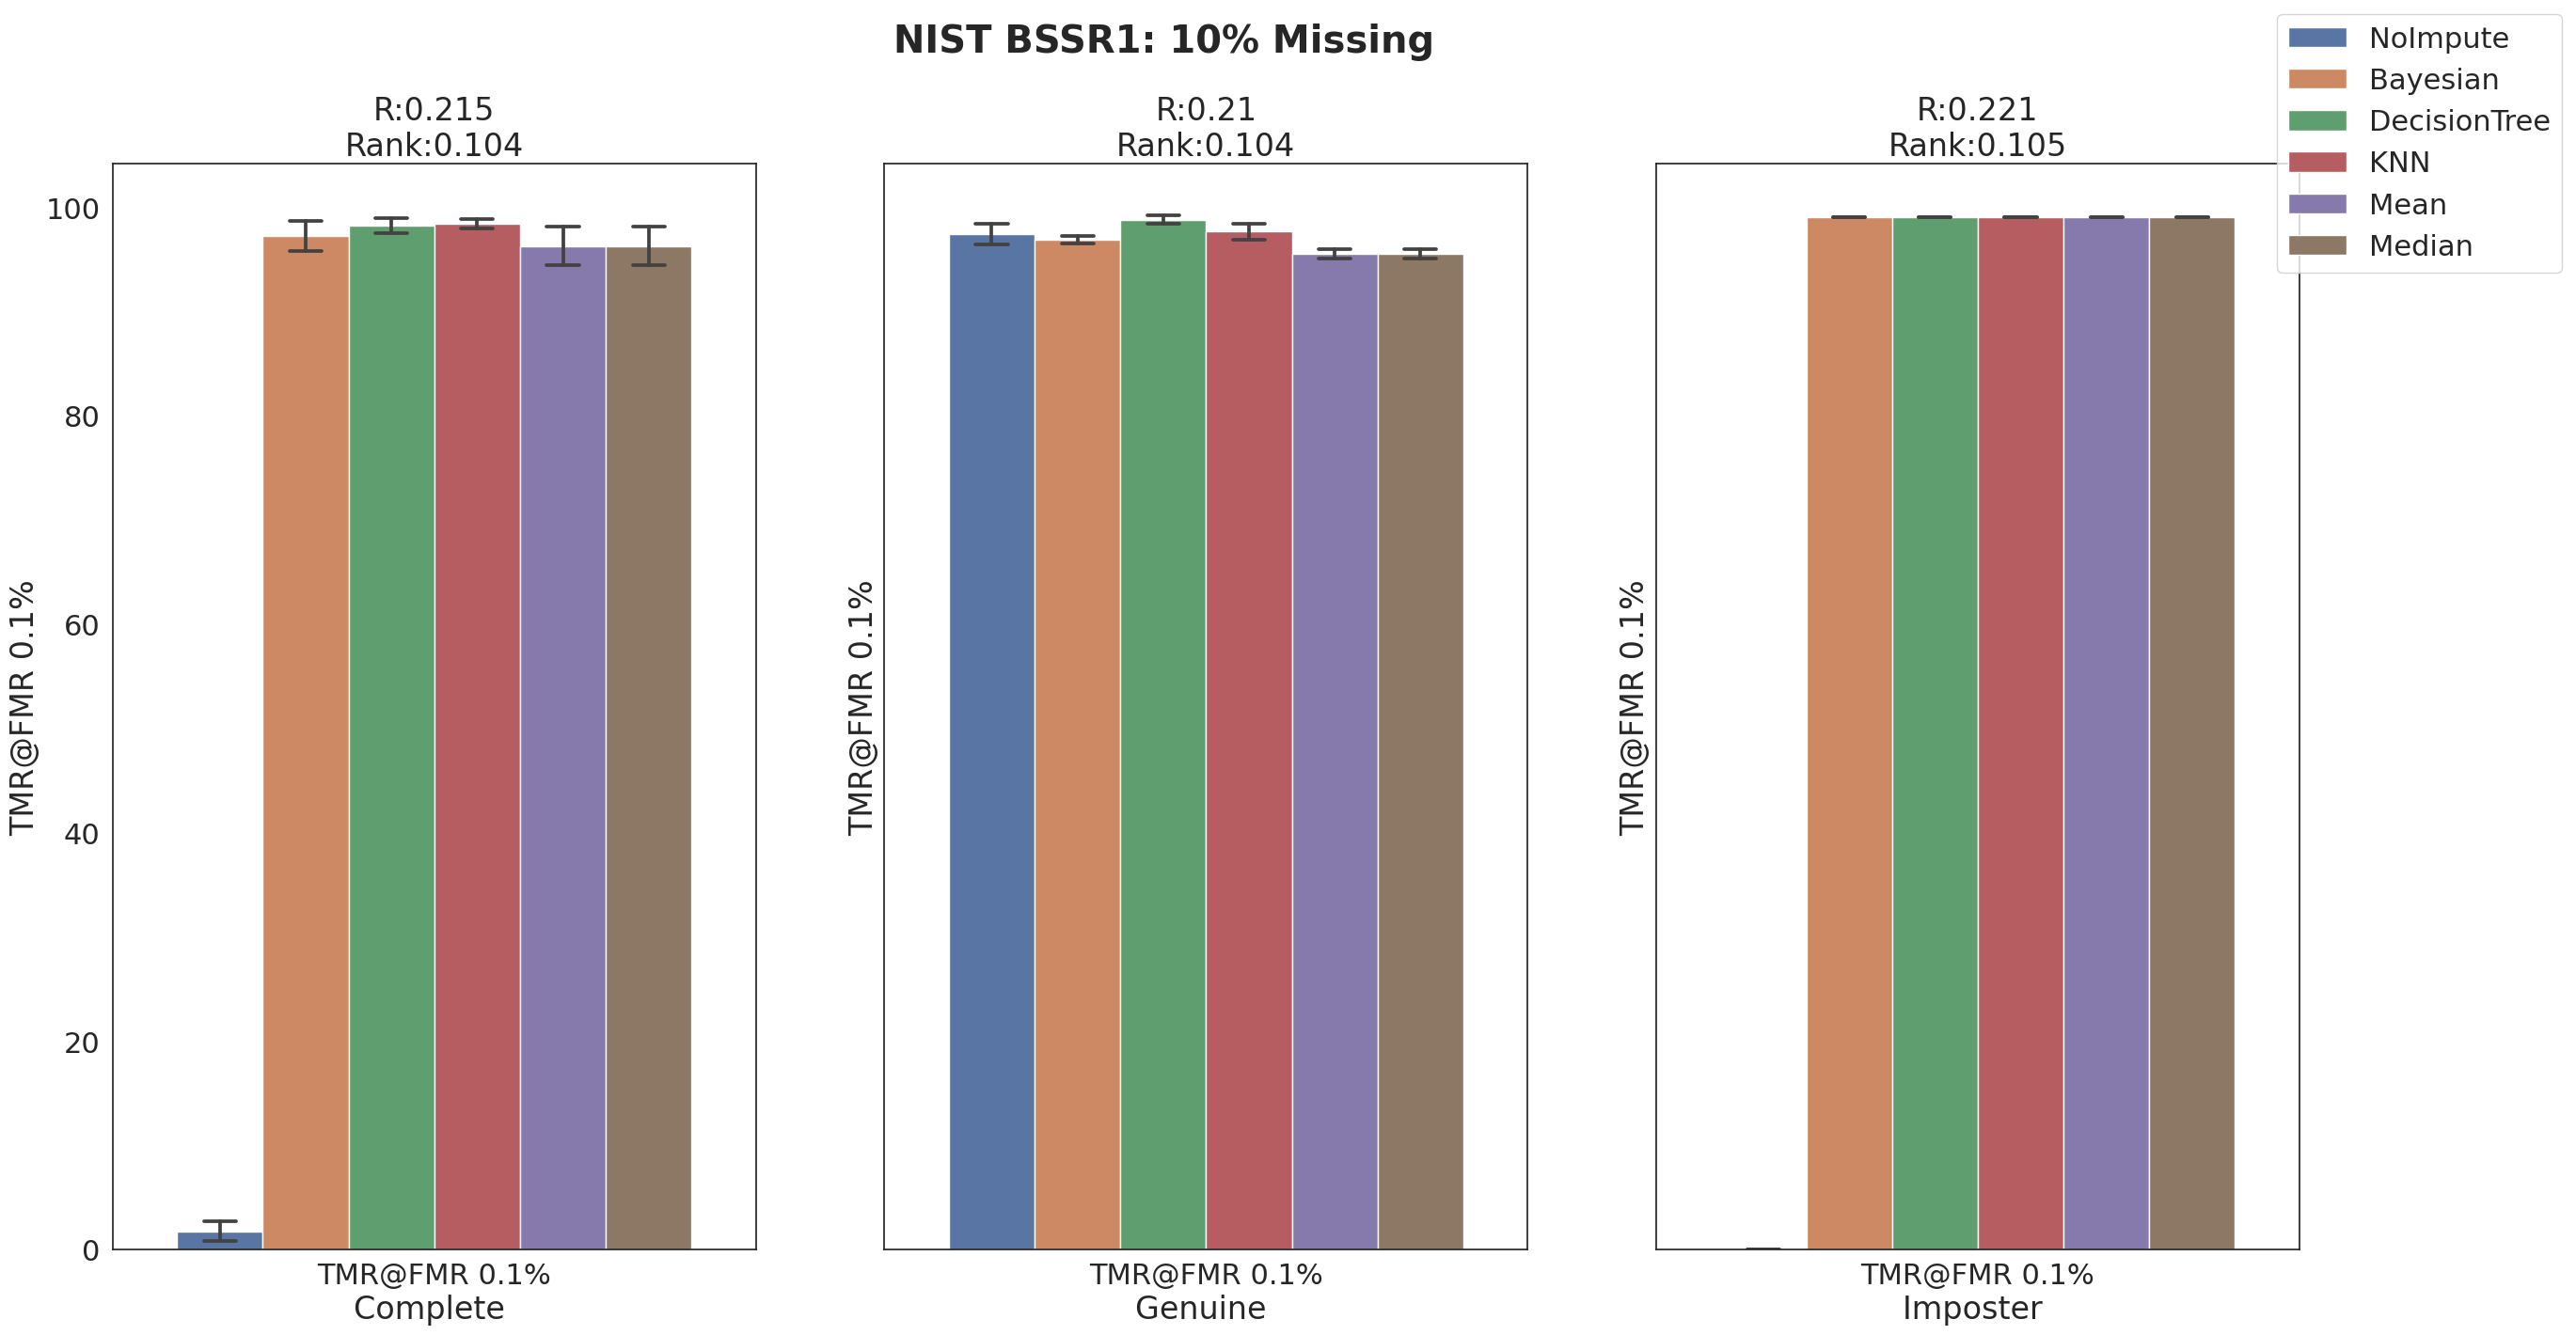 NIST BSSR1: 10% Missing
NoImpute
Bayesian
DecisionTree
KNN
Mean
Median
R:0.215
Rank:0.104
R:0.21
Rank:0.104
R:0.221
Rank:0.105
100
80
60
40
20
0
TMR@FMR 0.1%
TMR@FMR 0.1%
TMR@FMR 0.1%
TMR@FMR 0.1%
Complete
TMR@FMR 0.1%
Genuine
TMR@FMR 0.1%
Imposter